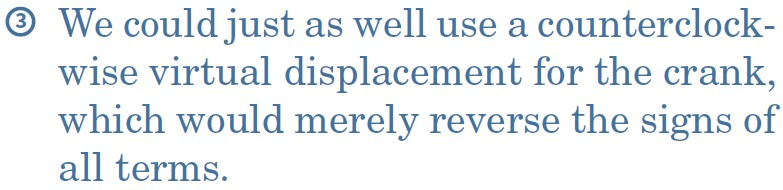 ③ We could just as well use a counterclock-
wise virtual displacement for the crank,
which would merely reverse the signs of
all terms.